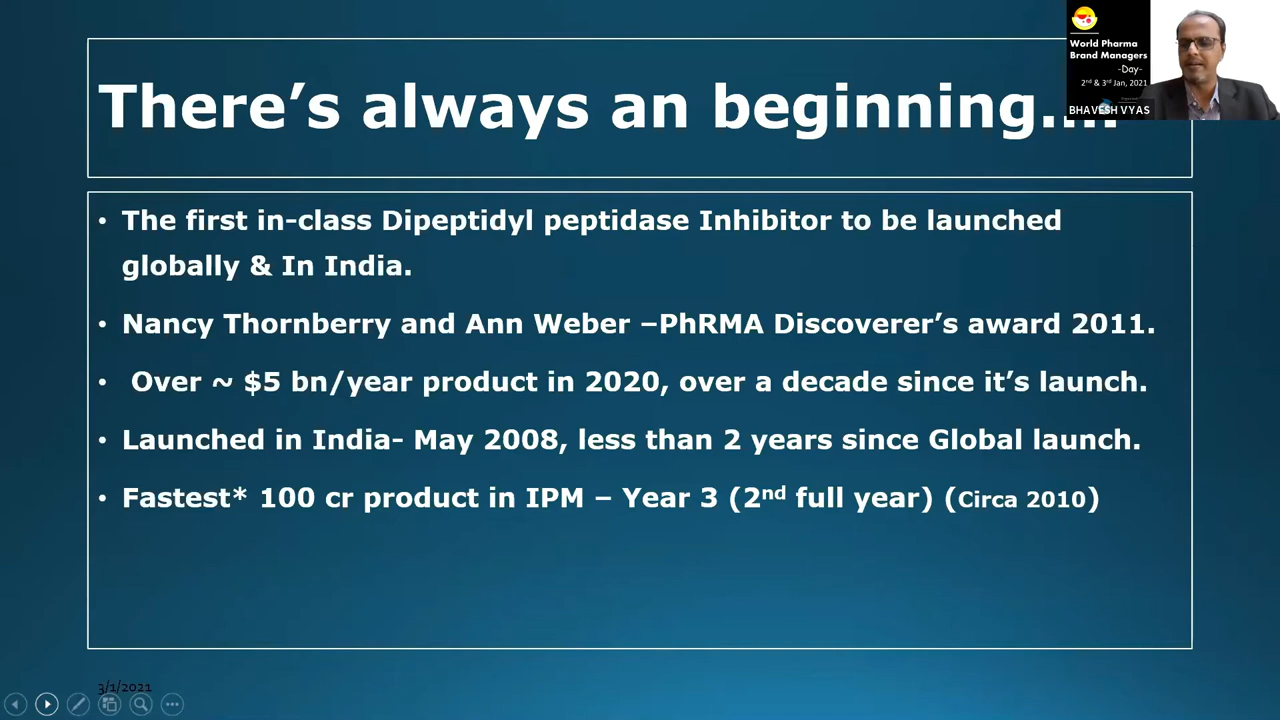 There's always an beginning....
World Pharma
Brand Managers
-Day-
2nd & 3rd Jan, 2021
BHAVESH VYAS
• The first in-class Dipeptidyl peptidase Inhibitor to be launched
globally & In India.
• Nancy Thornberry and Ann Weber –PhRMA Discoverer's award 2011.
• Over ~ $5 bn/year product in 2020, over a decade since it's launch.
• Launched in India- May 2008, less than 2 years since Global launch.
• Fastest* 100 cr product in IPM – Year 3 (2nd full year) (Circa 2010)
3/1/2021